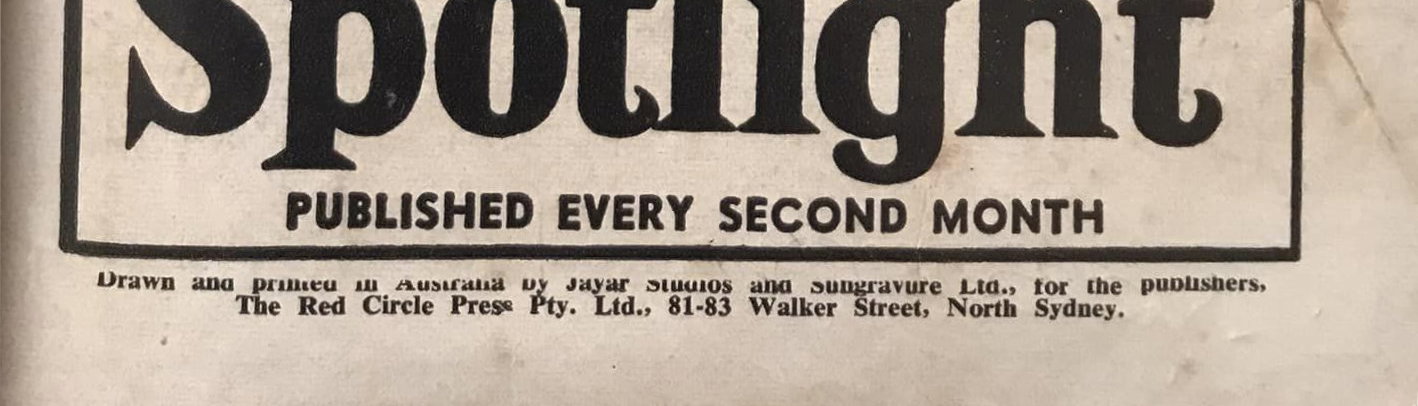 Spotlight
PUBLISHED EVERY SECOND MONTH
Drawn and printed in Australia by Jayar Studios and Sungravure Ltd., for the publishers,
The Red Circle Press Pty. Ltd., 81-83 Walker Street, North Sydney.